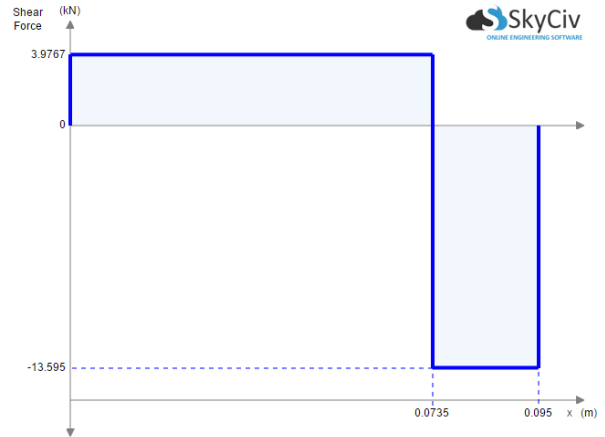 Shear
Force
(kN)
SkyCiv
ONLINE ENGINEERING SOFTWARE
3.9767
0
-13.595
0.0735
0.095
x (m)